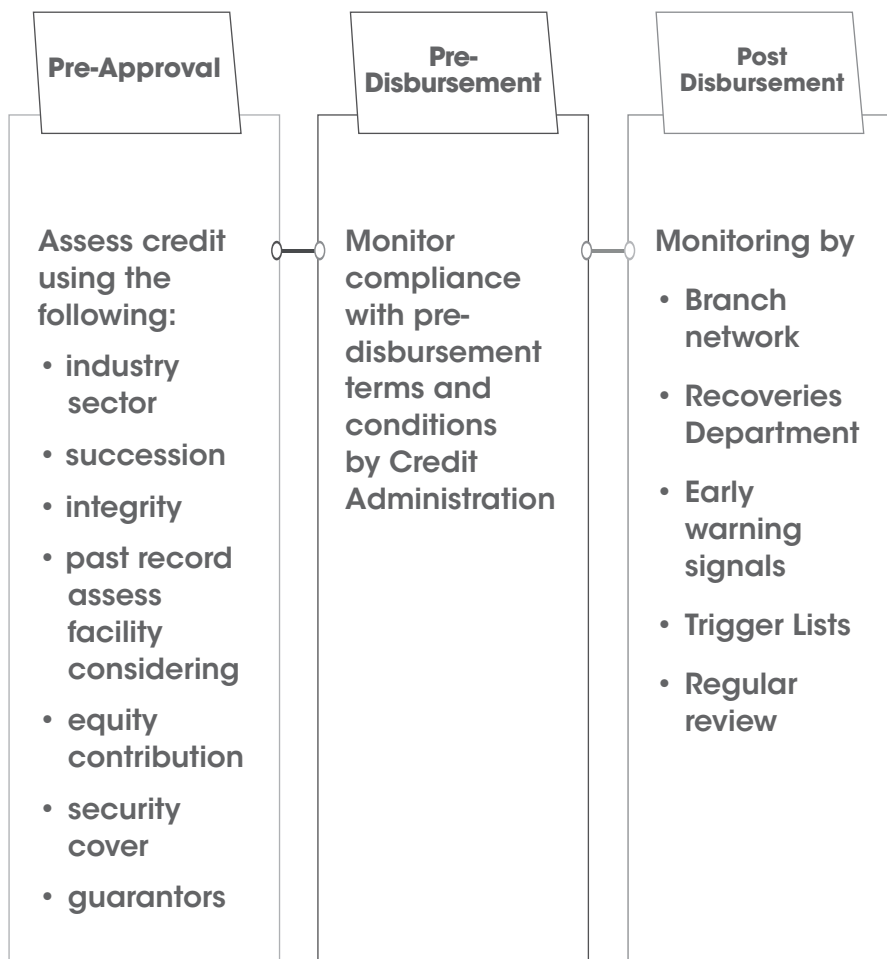 Pre-Approval
Assess credit
using the
following:
• industry
sector
• succession
• integrity
• past record
assess
facility
considering
• equity
contribution
• security
cover
• guarantors
Pre-
Disbursement
Monitor
compliance
with pre-
disbursement
terms and
conditions
by Credit
Administration
Post
Disbursement
Monitoring by
• Branch
network
• Recoveries
Department
• Early
warning
signals
• Trigger Lists
• Regular
review